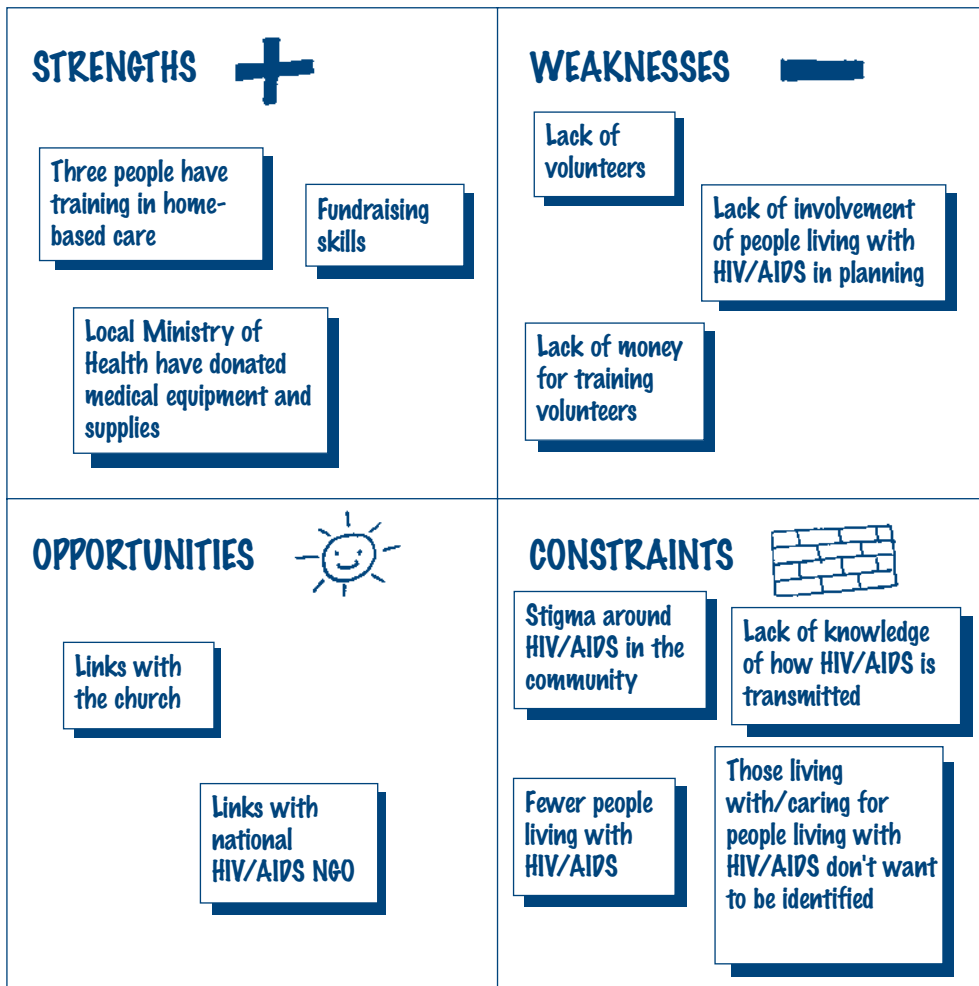 STRENGTHS
Three people have
training in home-
based care
Fundraising
skills
Local Ministry of
Health have donated
medical equipment and
supplies
WEAKNESSES
Lack of
volunteers
Lack of involvement
of people living with
HIV/AIDS in planning
Lack of money
for training
volunteers
OPPORTUNITIES
Links with
the church
Links with
national
HIV/AIDS NGO
CONSTRAINTS
Stigma around
HIV/AIDS in the
community
Lack of knowledge
of how HIV/AIDS is
transmitted
Fewer people
living with
HIV/AIDS
Those living
with/caring for
people living with
HIV/AIDS don't want
to be identified